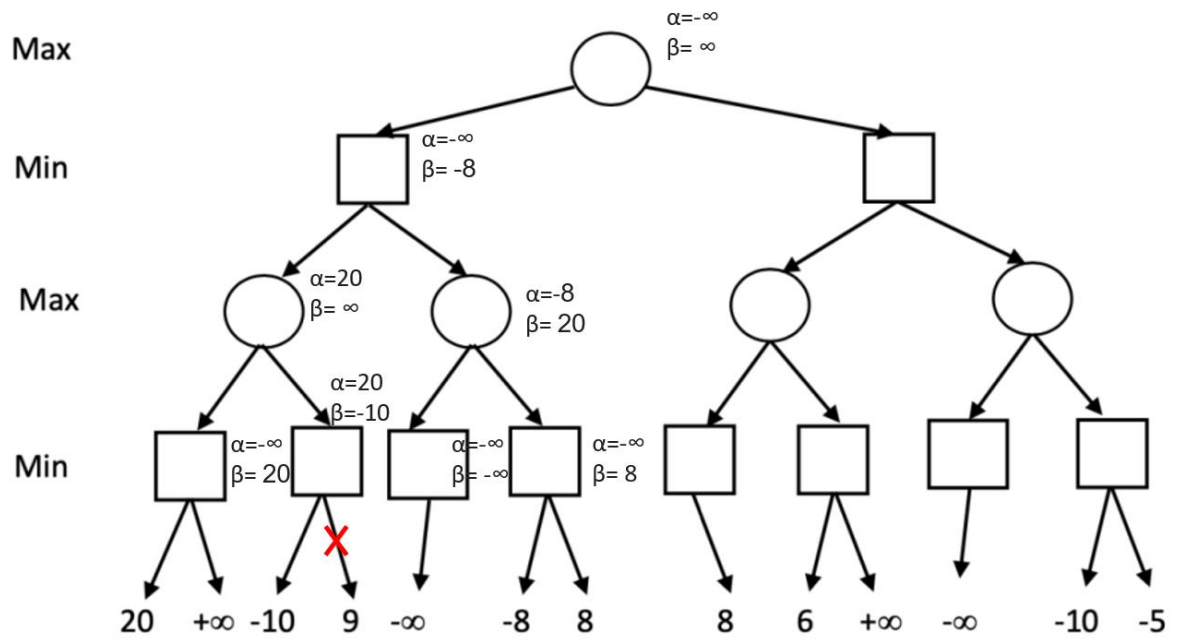 α=-∞
Max
β= ∞
α=-∞
Min
β= -8
α=20
α=-8
Max
β= ∞
β= 20
α=20
β=-10
α=-∞
α=-∞
α=-∞
Min
β= 20
β= -∞
β= 8
X
20 +∞ -10 9 -∞ -8 8 8 6 +∞ -∞ -10 -5